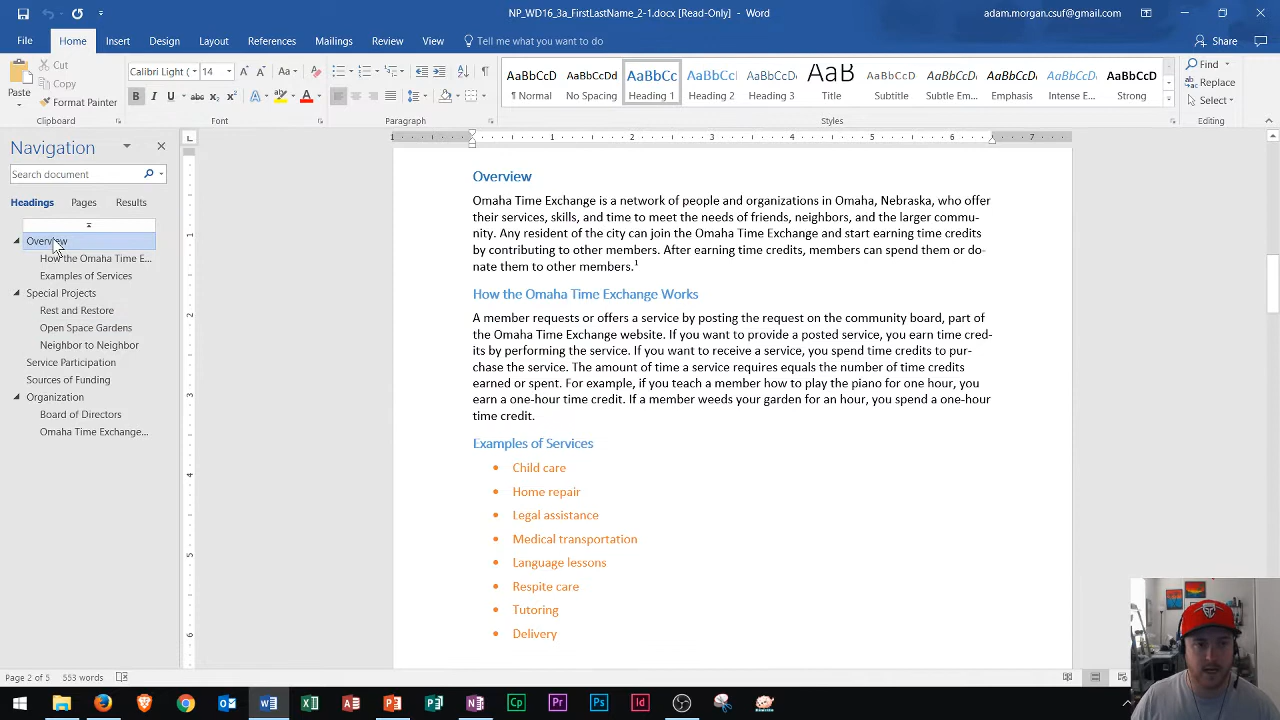 NP_WD16_3a_FirstLastName_2-1.docx [Read-Only] - Word
adam.morgan.csuf@gmail.com
File Home Insert Design Layout References Mailings Review View Tell me what you want to do Share
Paste Cut Copy Format Painter
Clipboard
Calibri Light ( 14
Font
Paragraph
AaBbCcD AaBbCcDd AaBbCc AaBbCcD AaBbCcD AaB AaBbCcD AaBbCcD AaBbCcD AaBbCcD AaBbCcD
¶ Normal No Spacing Heading 1 Heading 2 Heading 3 Title Subtitle Subtle Em... Emphasis Intense E... Strong
Styles
Find
Replace
Select
Editing
Navigation
Search document
Headings Pages Results
Overview
How the Omaha Time E...
Examples of Services
Special Projects
Rest and Restore
Open Space Gardens
Neighbor to Neighbor
Service Participation
Sources of Funding
Organization
Board of Directors
Omaha Time Exchange...
Overview
Omaha Time Exchange is a network of people and organizations in Omaha, Nebraska, who offer
their services, skills, and time to meet the needs of friends, neighbors, and the larger commu-
nity. Any resident of the city can join the Omaha Time Exchange and start earning time credits
by contributing to other members. After earning time credits, members can spend them or do-
nate them to other members.1
How the Omaha Time Exchange Works
A member requests or offers a service by posting the request on the community board, part of
the Omaha Time Exchange website. If you want to provide a posted service, you earn time cred-
its by performing the service. If you want to receive a service, you spend time credits to pur-
chase the service. The amount of time a service requires equals the number of time credits
earned or spent. For example, if you teach a member how to play the piano for one hour, you
earn a one-hour time credit. If a member weeds your garden for an hour, you spend a one-hour
time credit.
Examples of Services
• Child care
• Home repair
• Legal assistance
• Medical transportation
• Language lessons
• Respite care
• Tutoring
• Delivery
Page 2 of 5 553 words